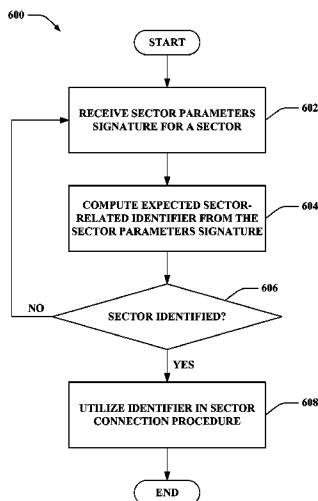 600
START
RECEIVE SECTOR PARAMETERS
SIGNATURE FOR A SECTOR
602
COMPUTE EXPECTED SECTOR-
RELATED IDENTIFIER FROM THE
SECTOR PARAMETERS SIGNATURE
604
606
SECTOR IDENTIFIED?
NO
YES
UTILIZE IDENTIFIER IN SECTOR
CONNECTION PROCEDURE
608
END